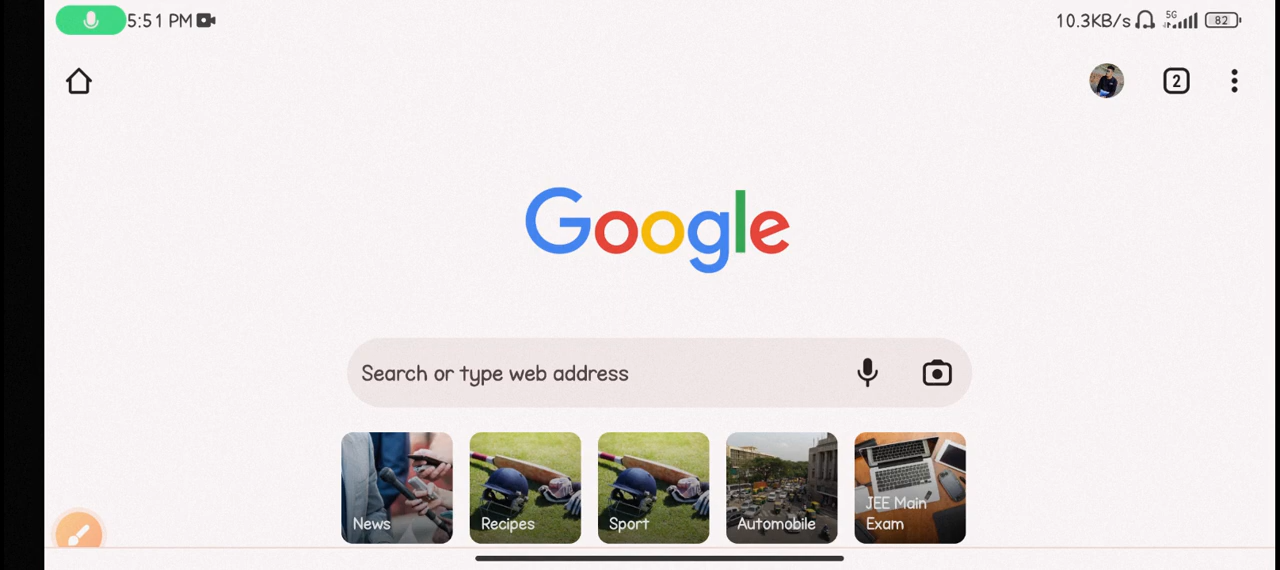 5:51 PM
10.3KB/s
5G
82
2
Google
Search or type web address
News
Recipes
Sport
Automobile
JEE Main
Exam